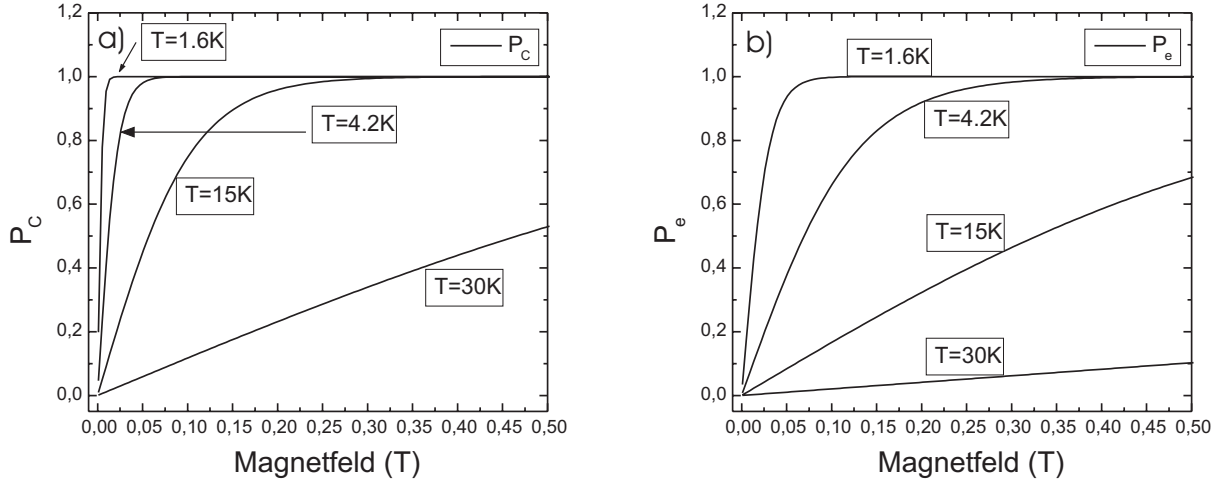 a)
T=1.6K
P_C
T=4.2K
T=15K
T=30K
1,2
1,0
0,8
0,6
0,4
0,2
0,0
P_C
0,00 0,05 0,10 0,15 0,20 0,25 0,30 0,35 0,40 0,45 0,50
Magnetfeld (T)
b)
T=1.6K
P_e
T=4.2K
T=15K
T=30K
1,2
1,0
0,8
0,6
0,4
0,2
0,0
P_e
0,00 0,05 0,10 0,15 0,20 0,25 0,30 0,35 0,40 0,45 0,50
Magnetfeld (T)